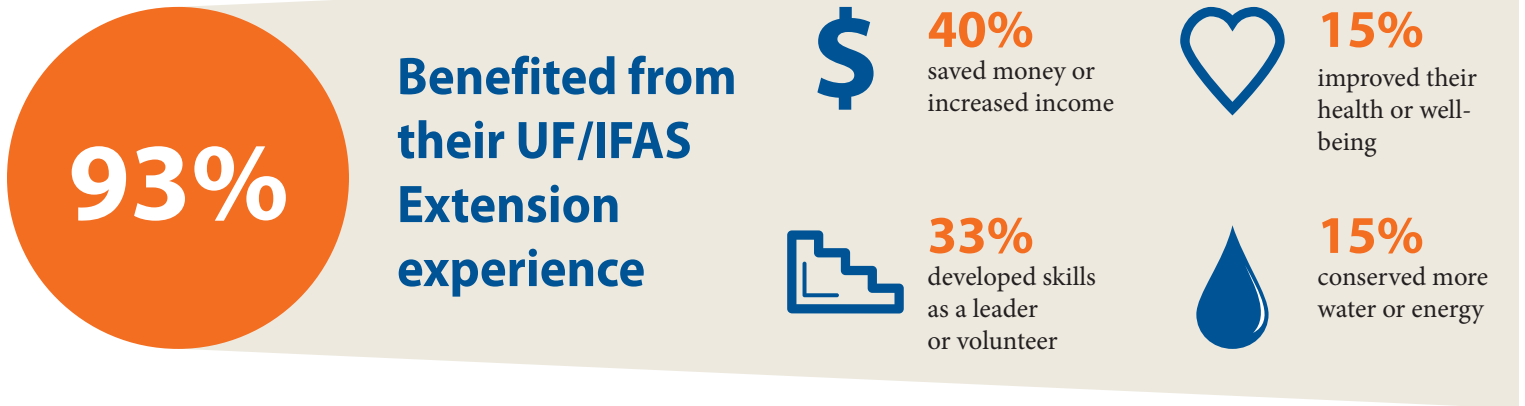 93%
Benefited from
their UF/IFAS
Extension
experience
40%
saved money or
increased income
15%
improved their
health or well-
being
33%
developed skills
as a leader
or volunteer
15%
conserved more
water or energy